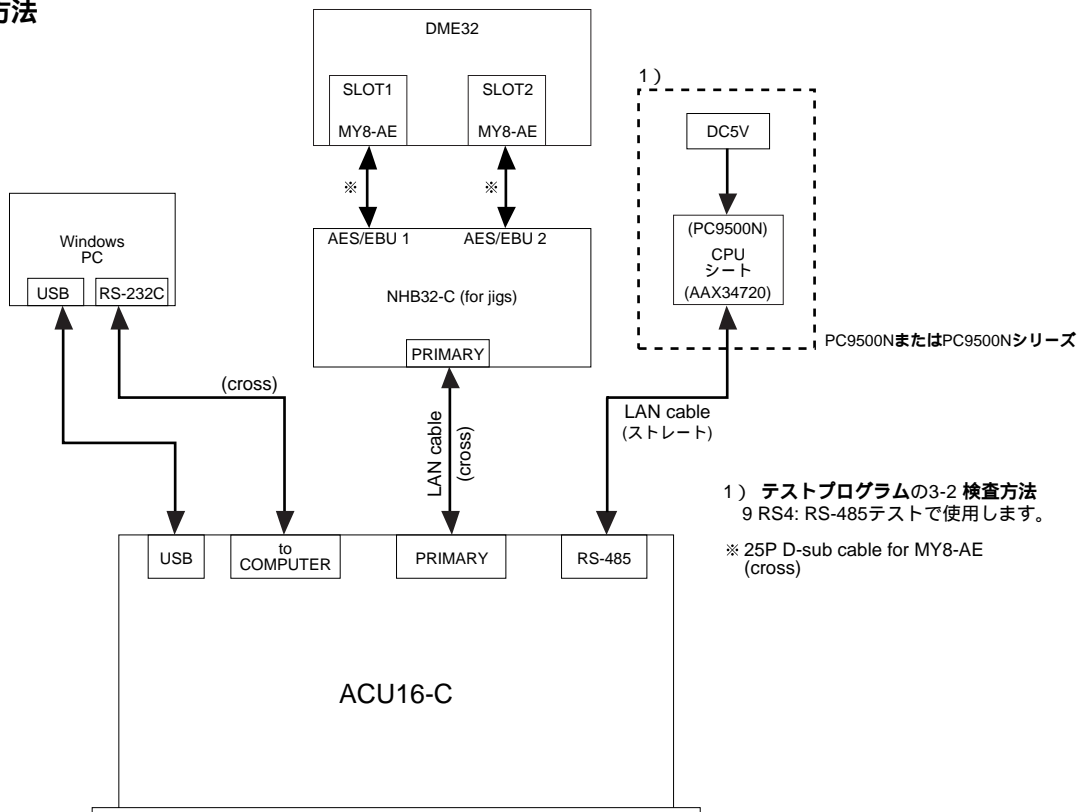 方法
DME32
SLOT1
MY8-AE
SLOT2
MY8-AE
1）
DC5V
(PC9500N)
CPU
シート
(AAX34720)
PC9500NまたはPC9500Nシリーズ
※
※
AES/EBU 1
AES/EBU 2
NHB32-C (for jigs)
PRIMARY
Windows
PC
USB
RS-232C
(cross)
LAN cable
(cross)
LAN cable
(ストレート)
1） テストプログラムの3-2 検査方法
9 RS4: RS-485テストで使用します。
※ 25P D-sub cable for MY8-AE
(cross)
USB
to
COMPUTER
PRIMARY
RS-485
ACU16-C